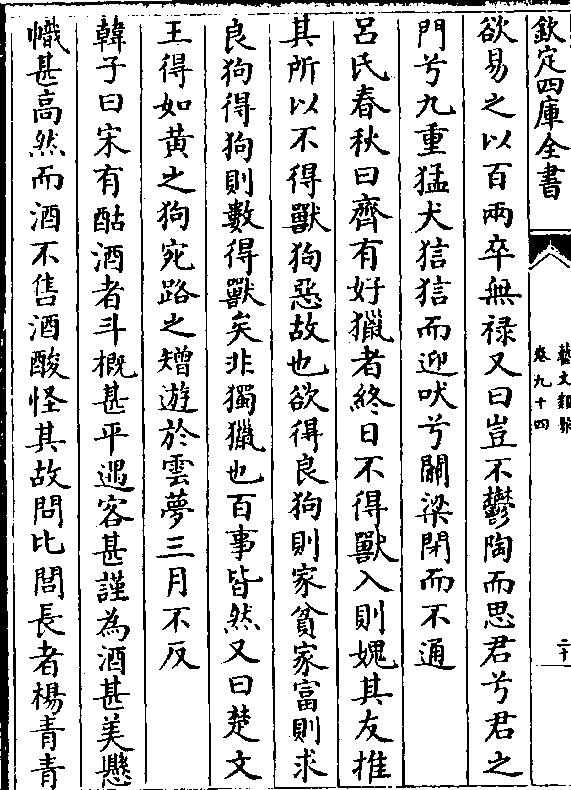 欽定四庫全書
藝文類聚
卷九十四
二十
欲易之以百兩卒無禄又曰豈不鬱陶而思君兮君之
門兮九重猛犬狺狺而迎吠兮關梁閉而不通
呂氏春秋曰齊有好獵者終日不得獸入則媿其友推
其所以不得獸狗惡故也欲得良狗則家貧家富則求
良狗得狗則數得獸矣非獨獵也百事皆然又曰楚文
王得如黄之狗宛路之矰遊於雲夢三月不反
韓子曰宋有酤酒者斗概甚平遇客甚謹為酒甚美懸
幟甚高然而酒不售酒酸怪其故問比閭長者楊青青